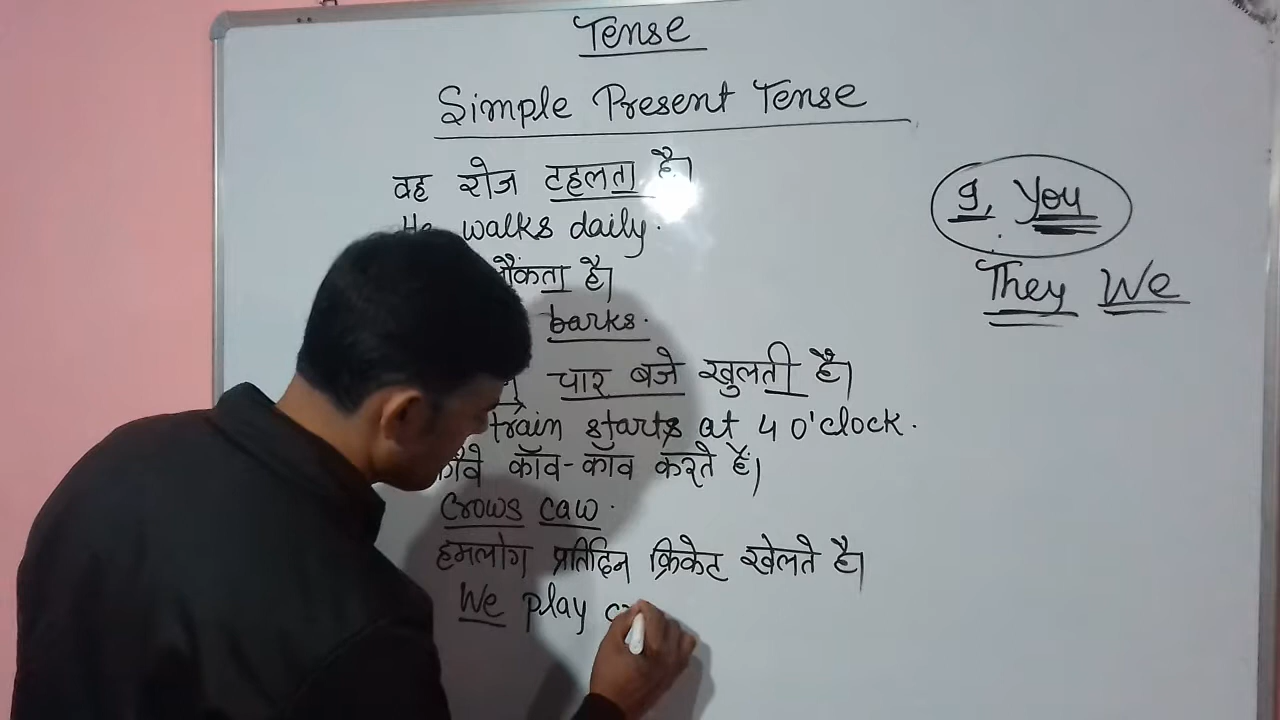 Tense
Simple Present Tense
वह रोज टहलता है।
He walks daily.
भौंकता है।
barks.
चार बजे खुलती है।
train starts at 4 o'clock.
कौवे कॉव-कॉव करते हैं।
Crows caw.
हमलोग प्रतिदिन क्रिकेट खेलते है।
We play
I, You
They We